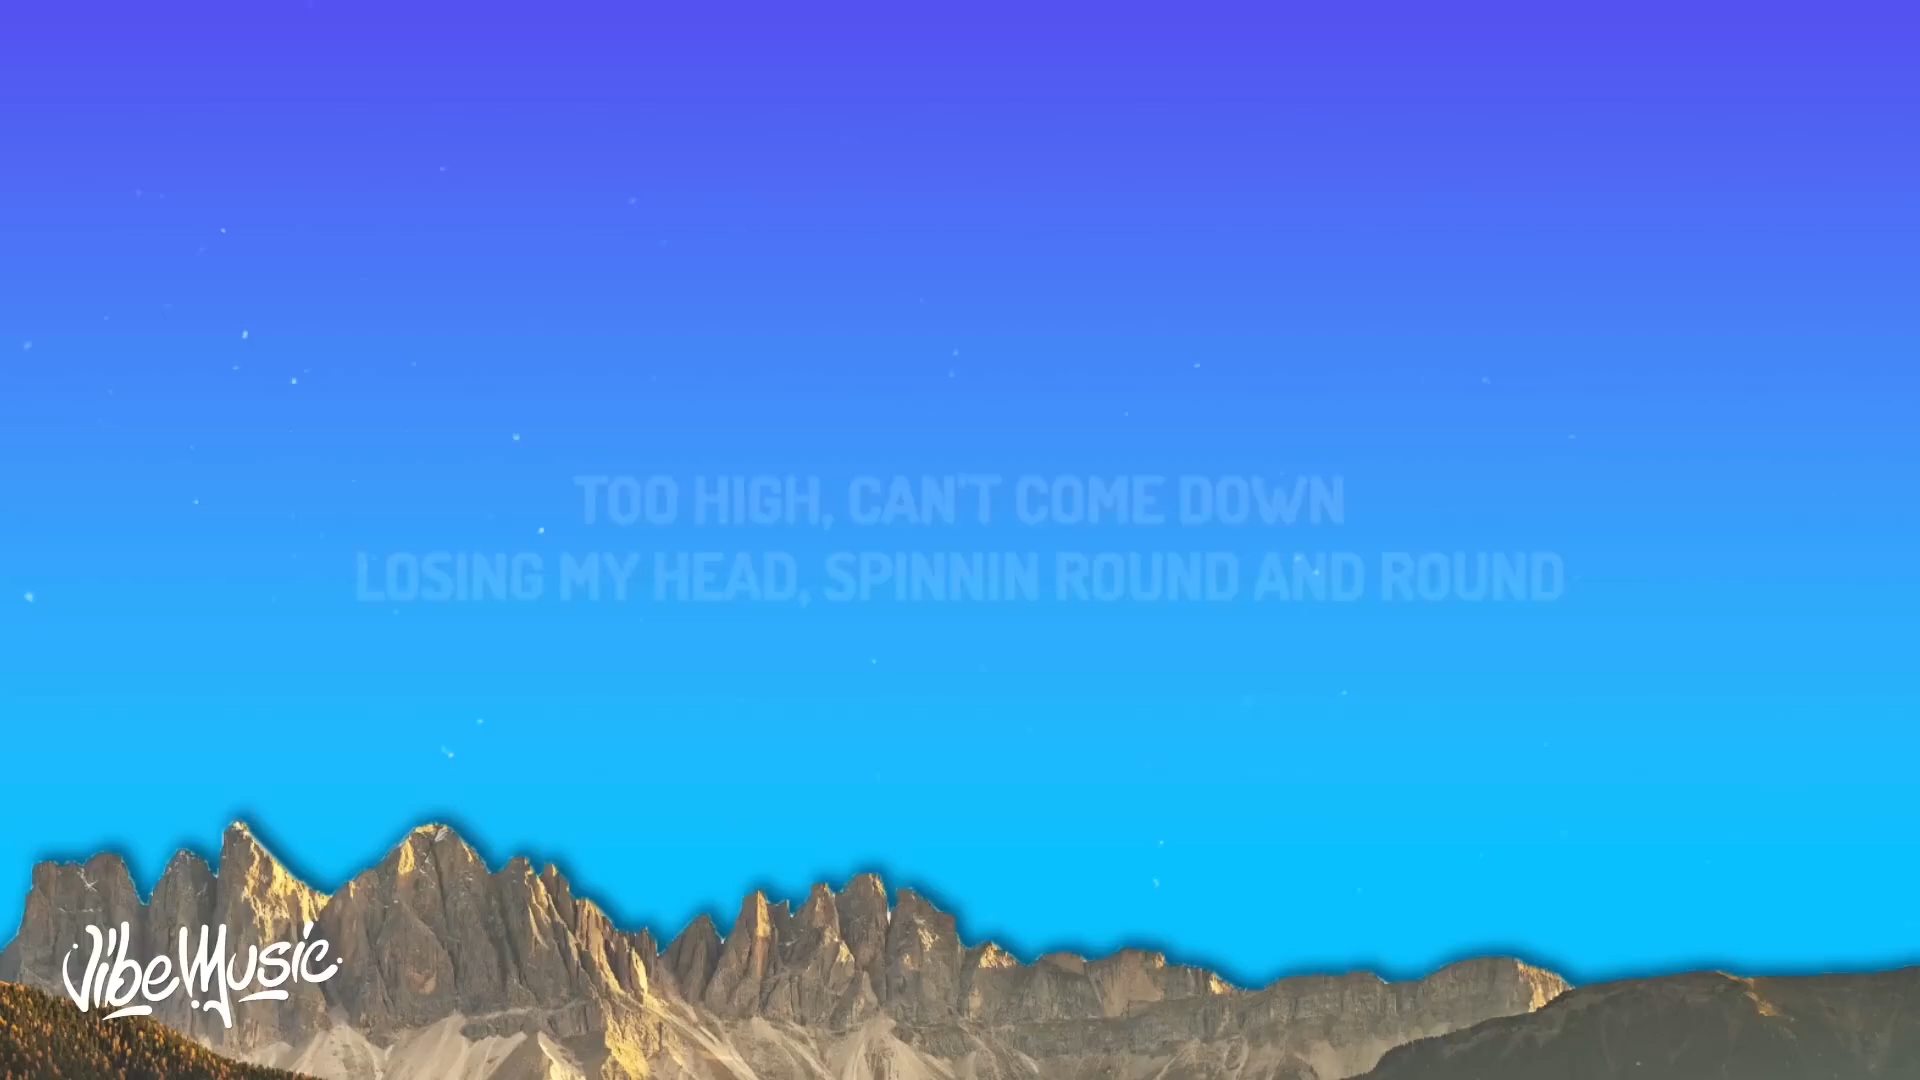 TOO HIGH, CAN'T COME DOWN
LOSING MY HEAD, SPINNIN ROUND AND ROUND
VibeMusic